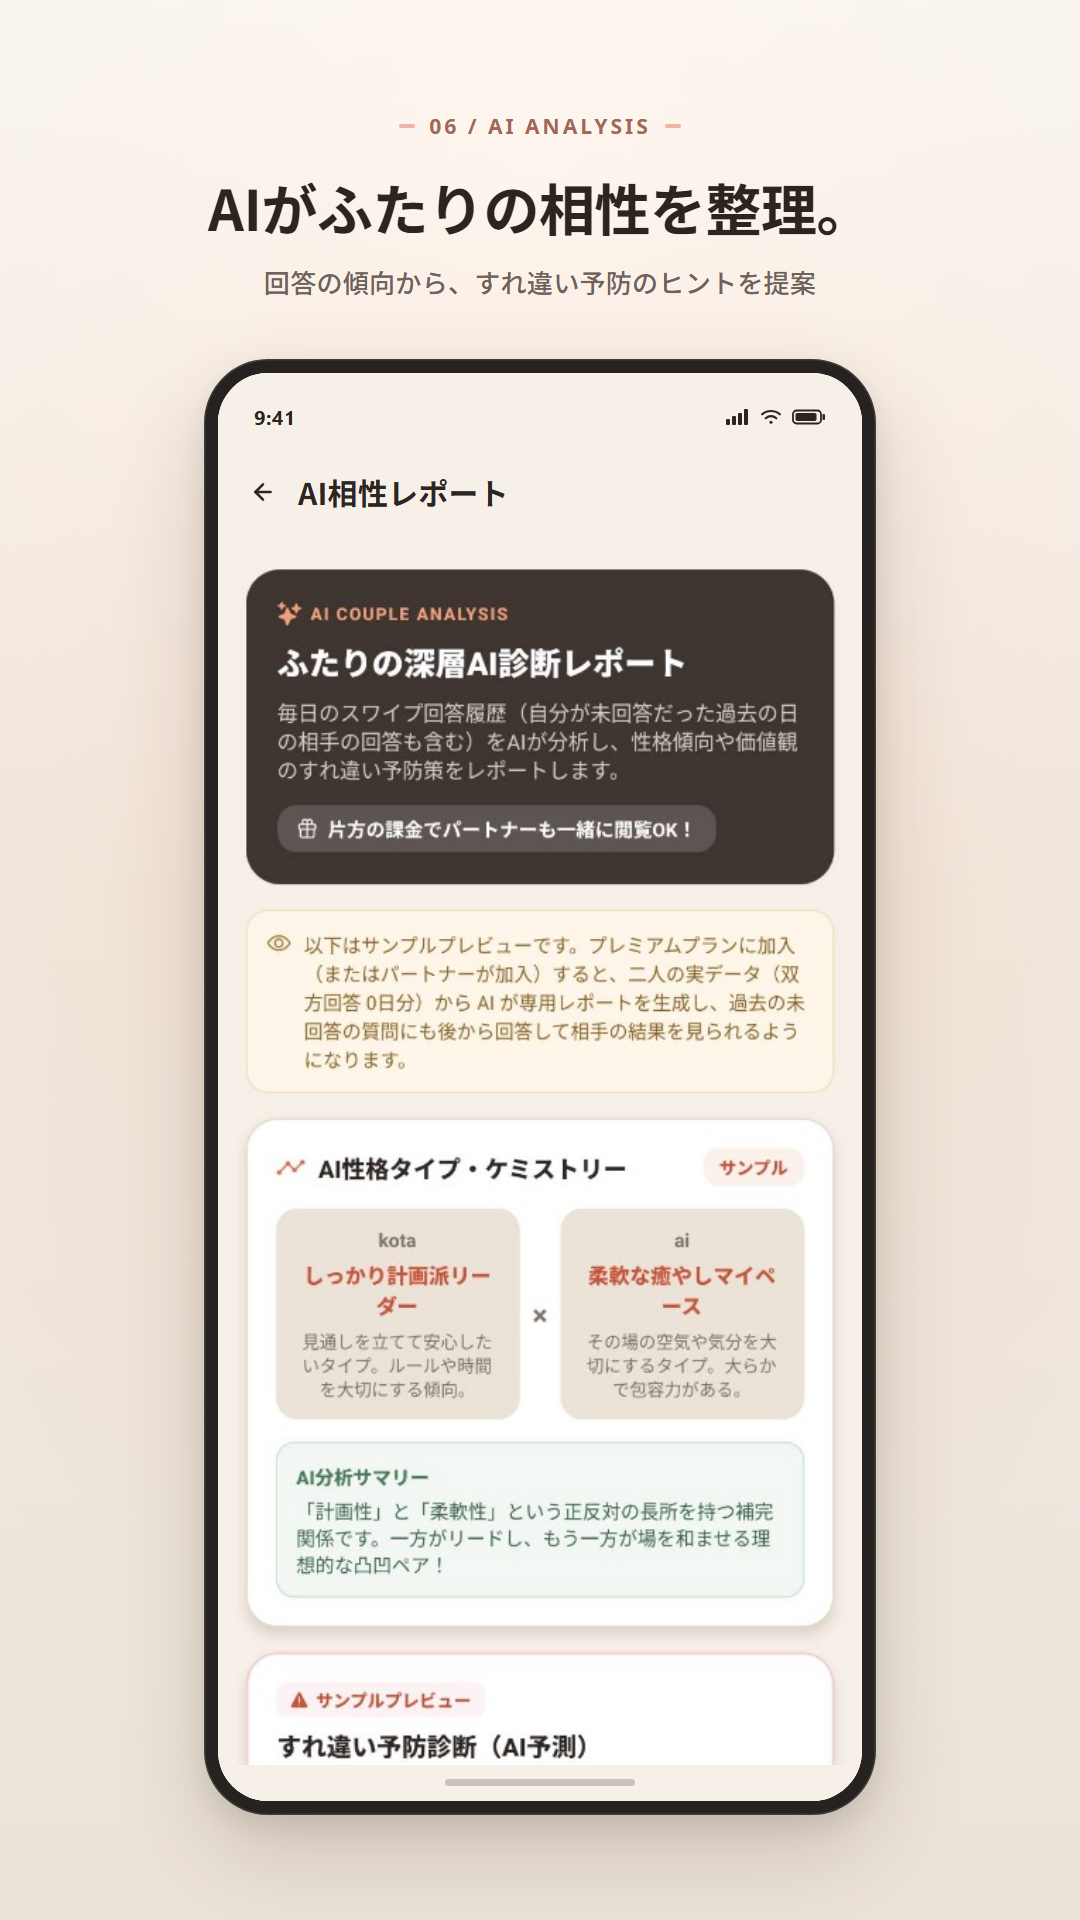 06 / AI ANALYSIS
AIがふたりの相性を整理。
回答の傾向から、すれ違い予防のヒントを提案
9:41
AI相性レポート
AI COUPLE ANALYSIS
ふたりの深層AI診断レポート
毎日のスワイプ回答履歴（自分が未回答だった過去の日
の相手の回答も含む）をAIが分析し、性格傾向や価値観
のすれ違い予防策をレポートします。
片方の課金でパートナーも一緒に閲覧OK！
以下はサンプルプレビューです。プレミアムプランに加入
（またはパートナーが加入）すると、二人の実データ（双
方回答 0日分）から AI が専用レポートを生成し、過去の未
回答の質問にも後から回答して相手の結果を見られるよう
になります。
AI性格タイプ・ケミストリー
サンプル
kota
しっかり計画派リー
ダー
見通しを立てて安心した
いタイプ。ルールや時間
を大切にする傾向。
×
ai
柔軟な癒やしマイペ
ース
その場の空気や気分を大
切にするタイプ。大らか
で包容力がある。
AI分析サマリー
「計画性」と「柔軟性」という正反対の長所を持つ補完
関係です。一方がリードし、もう一方が場を和ませる理
想的な凸凹ペア！
サンプルプレビュー
すれ違い予防診断（AI予測）